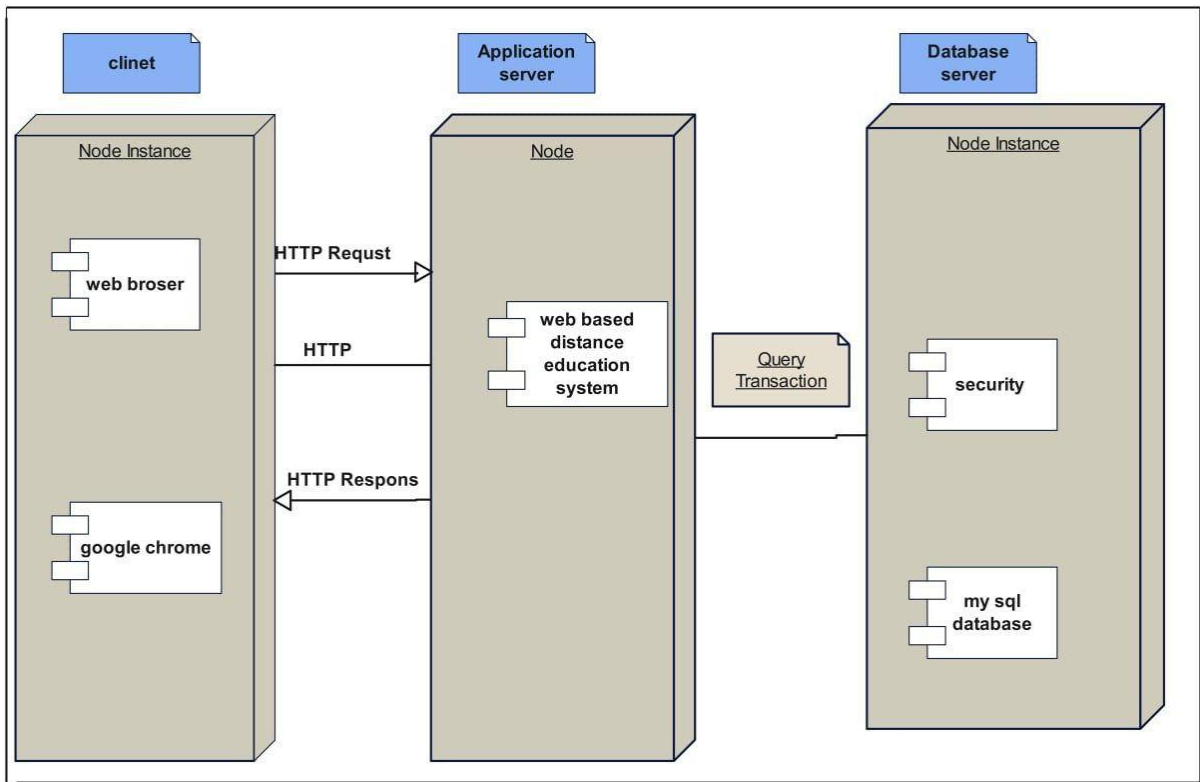 clinet
Application
server
Database
server
Node Instance
Node
Node Instance
HTTP Requst
web broser
web based
distance
education
system
HTTP
Query
Transaction
security
HTTP Respons
google chrome
my sql
database